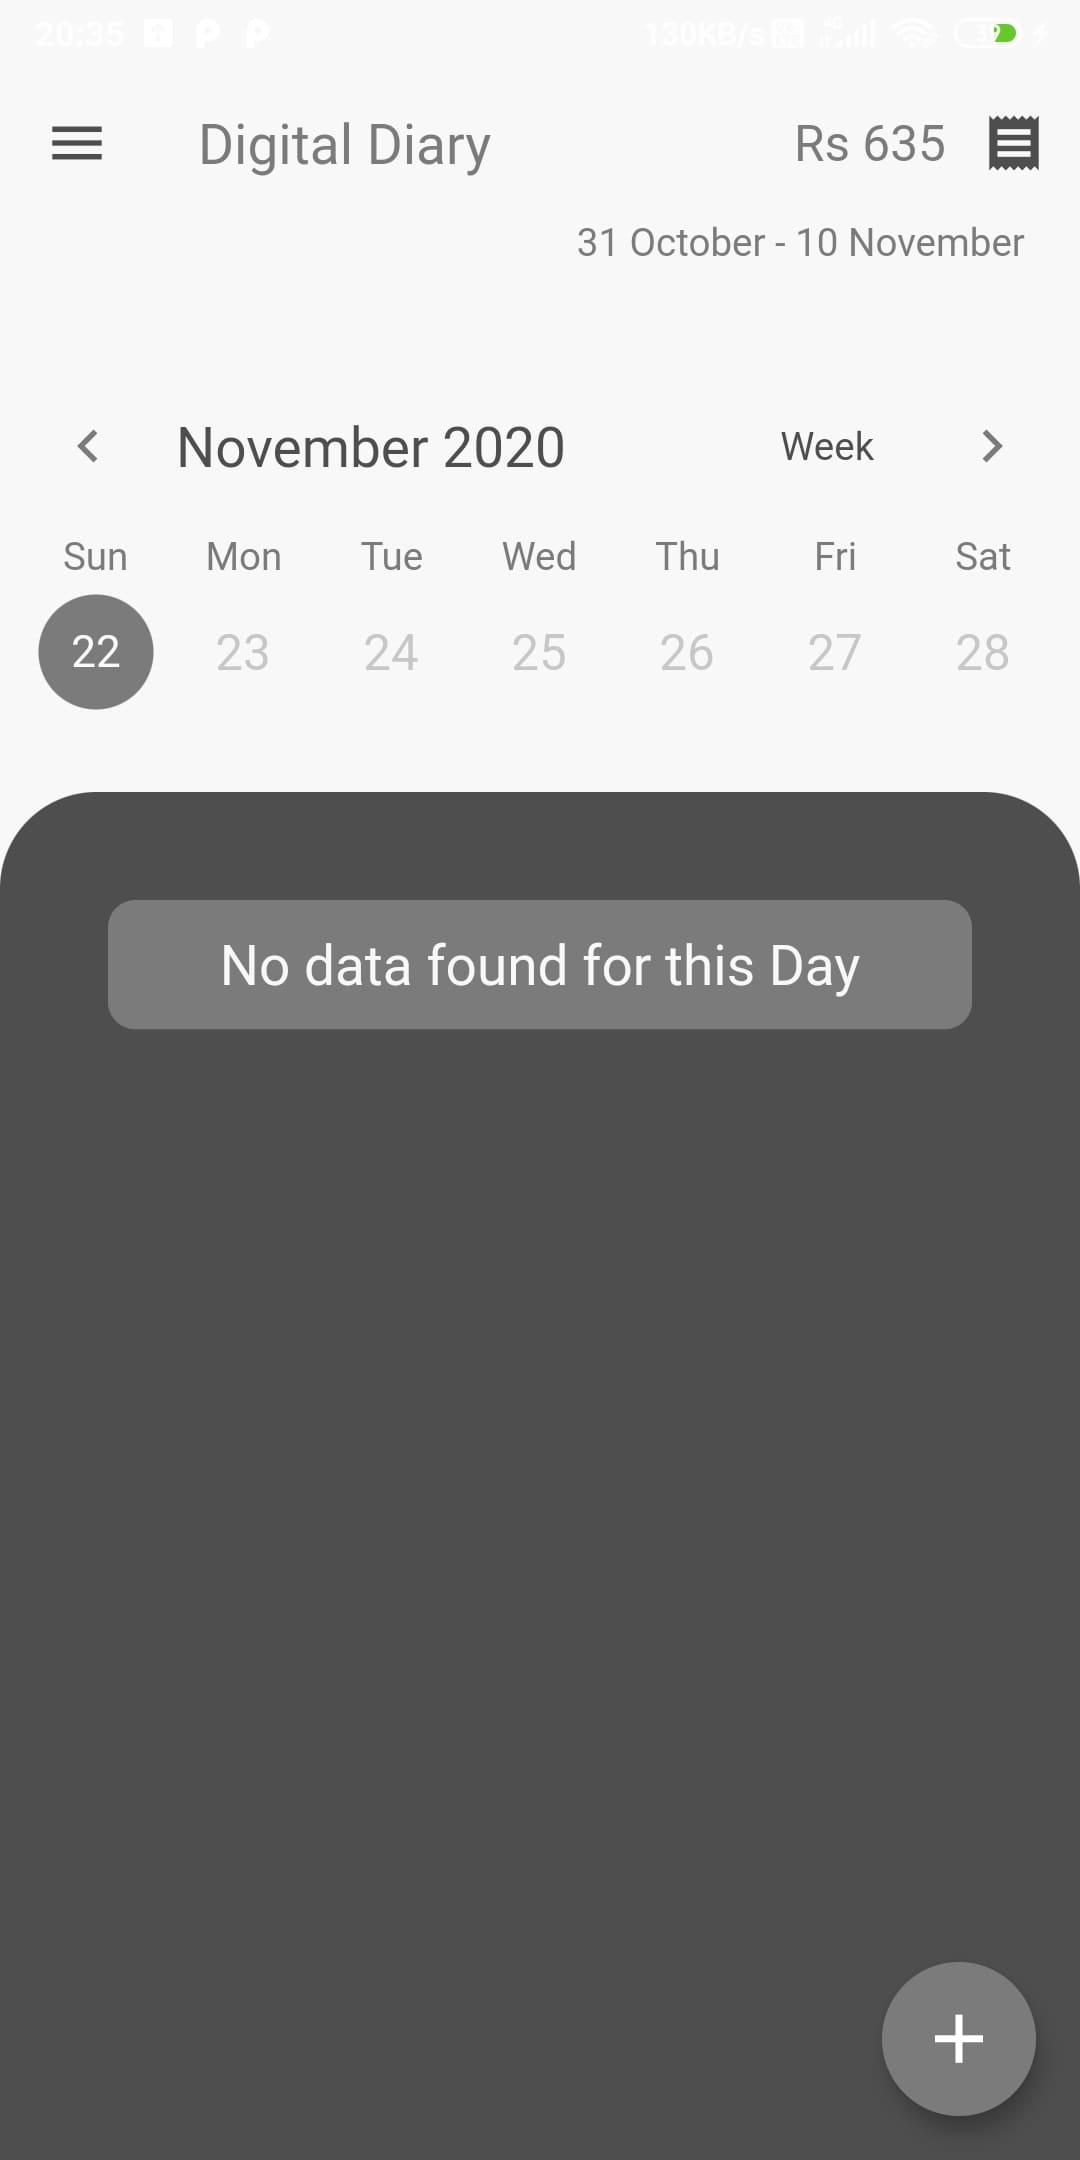 20:35 130KB/s 4G
Digital Diary Rs 635
31 October - 10 November
November 2020 Week
Sun Mon Tue Wed Thu Fri Sat
22 23 24 25 26 27 28
No data found for this Day